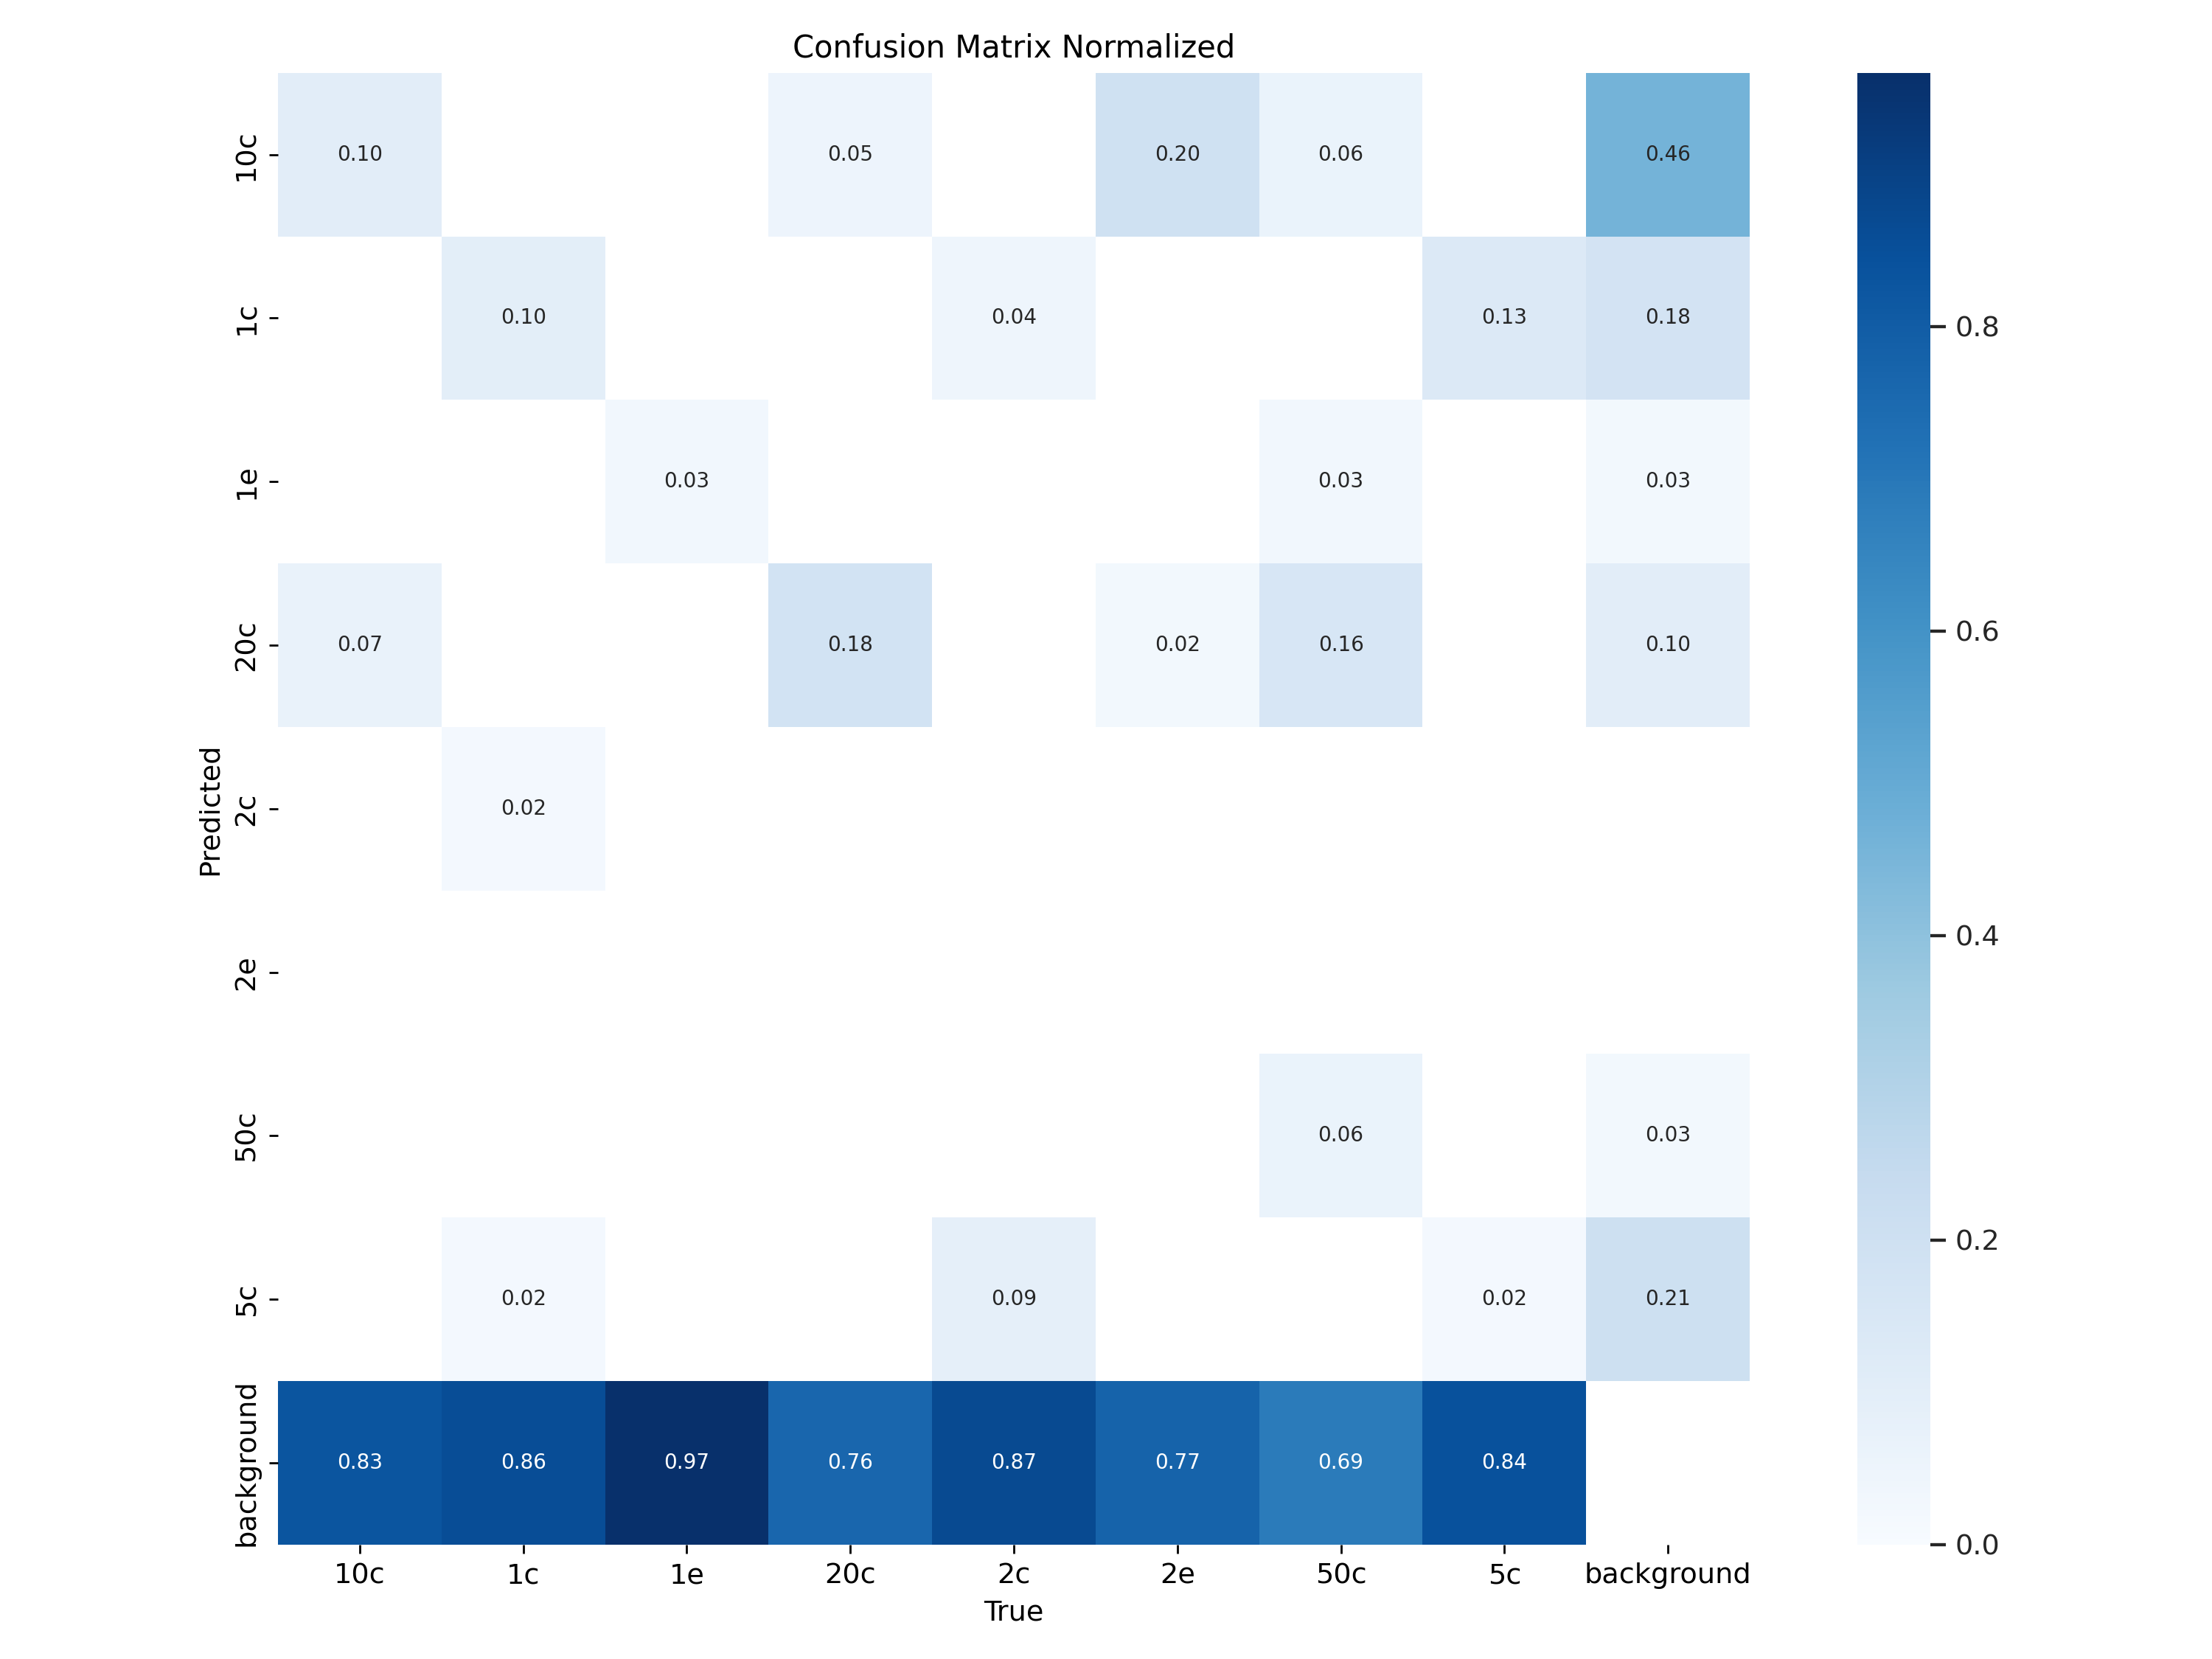 Confusion Matrix Normalized
10c 0.10 0.05 0.20 0.06 0.46
1c 0.10 0.04 0.13 0.18
0.8
1e 0.03 0.03 0.03
0.6
20c 0.07 0.18 0.02 0.16 0.10
Predicted
2c 0.02
0.4
2e
50c 0.06 0.03
0.2
5c 0.02 0.09 0.02 0.21
background 0.83 0.86 0.97 0.76 0.87 0.77 0.69 0.84
0.0
10c 1c 1e 20c 2c 2e 50c 5c background
True